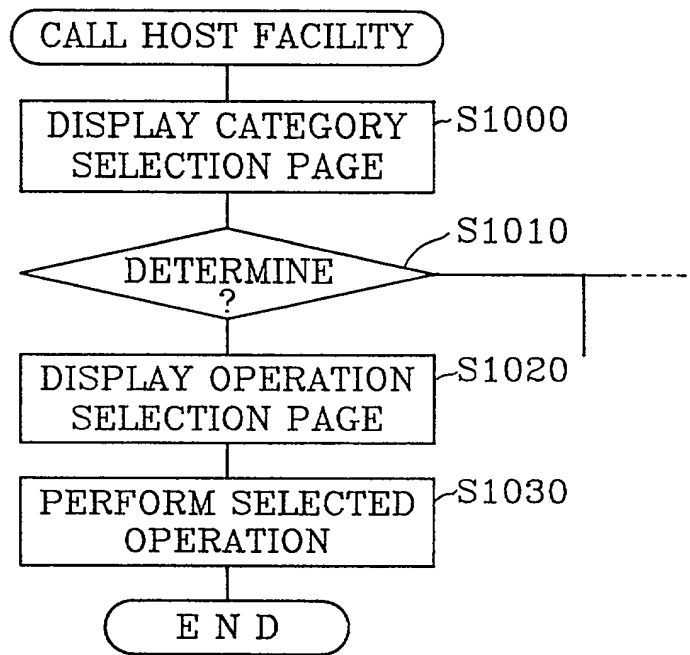 CALL HOST FACILITY
DISPLAY CATEGORY
SELECTION PAGE
S1000
DETERMINE
?
S1010
DISPLAY OPERATION
SELECTION PAGE
S1020
PERFORM SELECTED
OPERATION
S1030
E N D